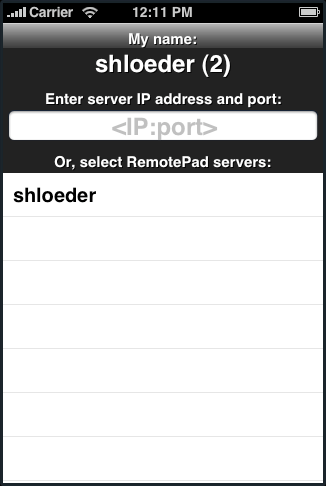 Carrier 12:11 PM
My name:
shloeder (2)
Enter server IP address and port:
<IP:port>
Or, select RemotePad servers:
shloeder